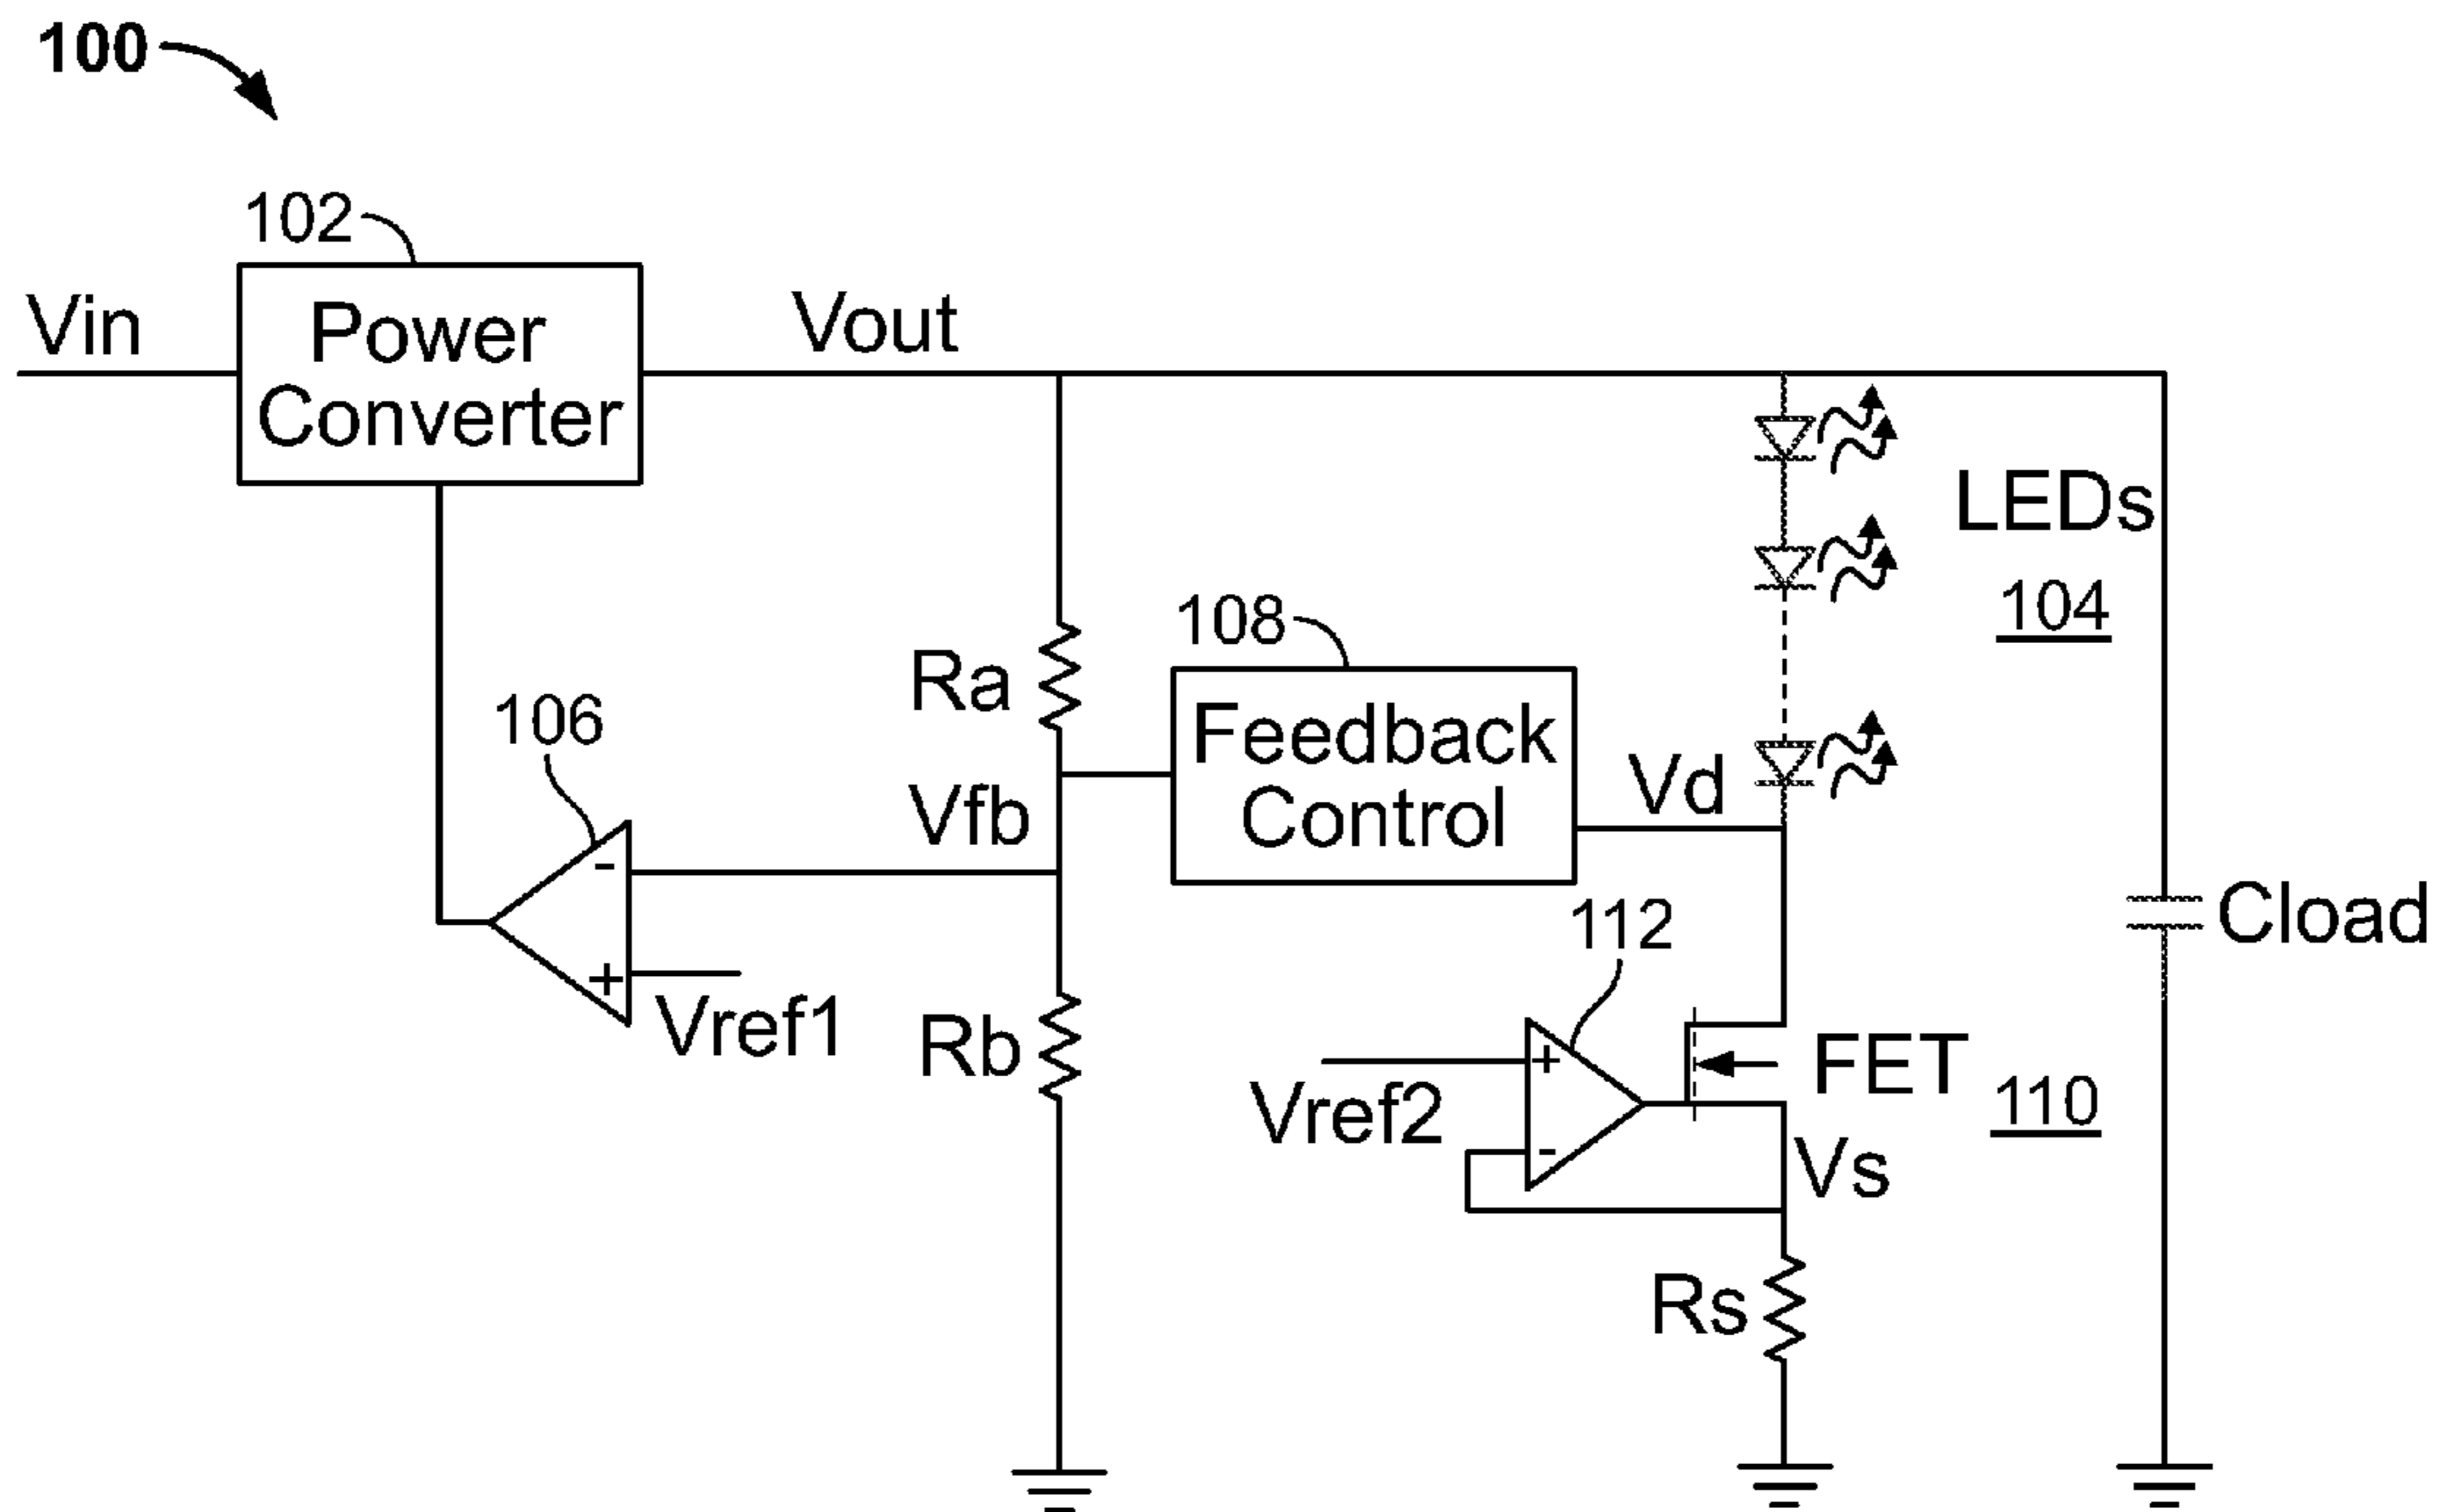 100
102
Vin
Power
Converter
Vout
LEDs
104
108
Ra
106
Feedback
Control
Vfb
Vd
-
+
Vref1
112
Cload
Rb
+
Vref2
-
FET
110
Vs
Rs